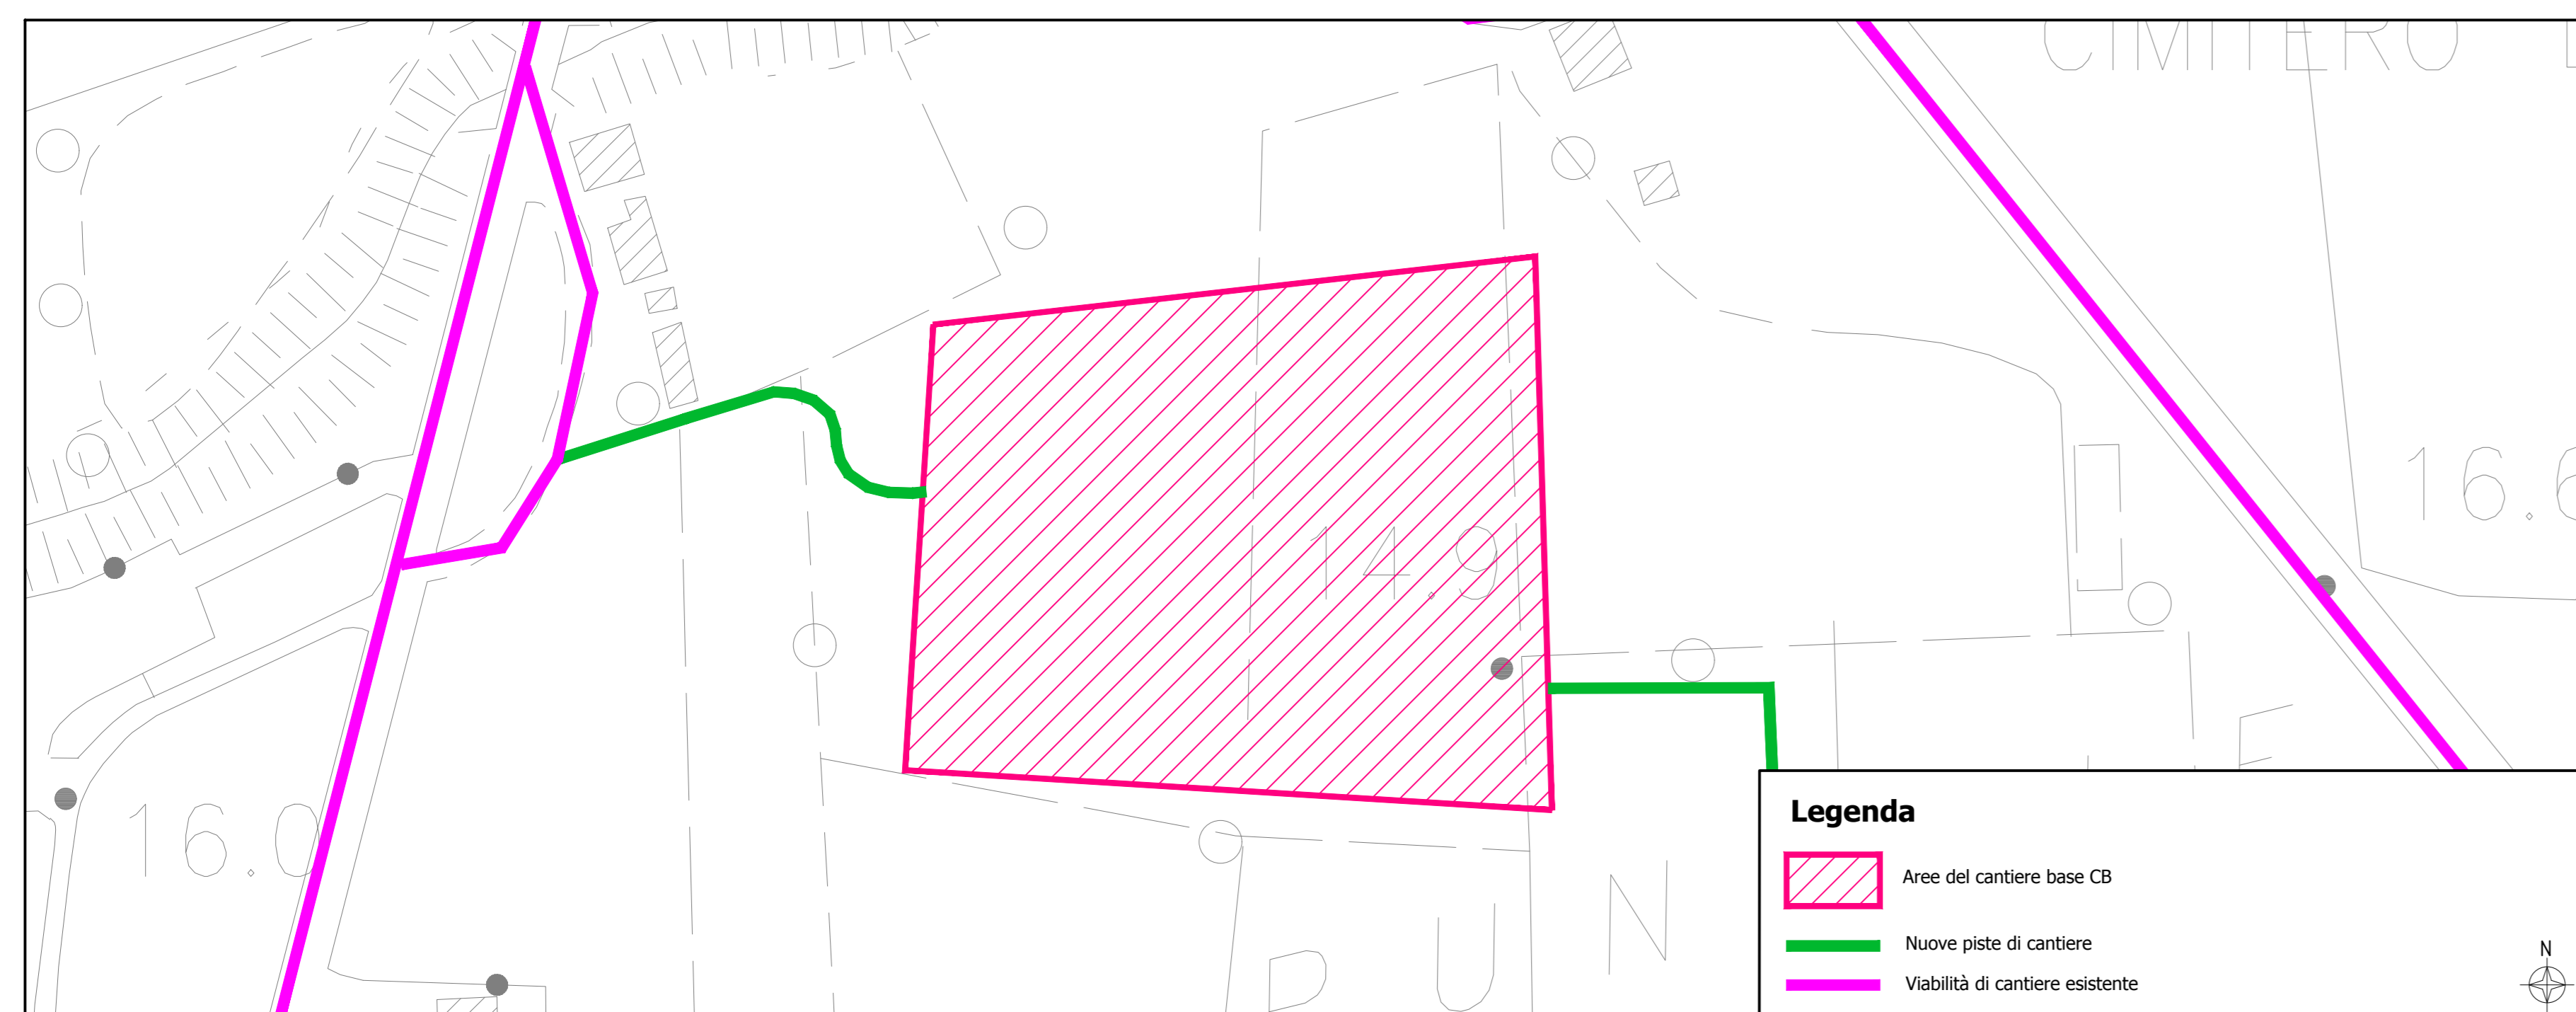 CIMITERO
16.6
14.9
16.0
PUN
F
Legenda
Aree del cantiere base CB
Nuove piste di cantiere
Viabilità di cantiere esistente
N